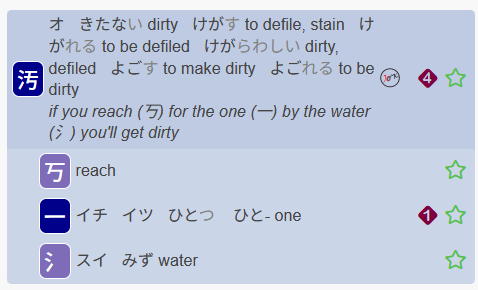 オ きたない dirty けがす to defile, stain け
がれる to be defiled けがらわしい dirty,
defiled よごす to make dirty よごれる to be
汚 4
dirty
if you reach (丂) for the one (一) by the water
(氵) you'll get dirty
丂 reach
一 イチ イツ ひとつ ひと- one 1
氵 スイ みず water